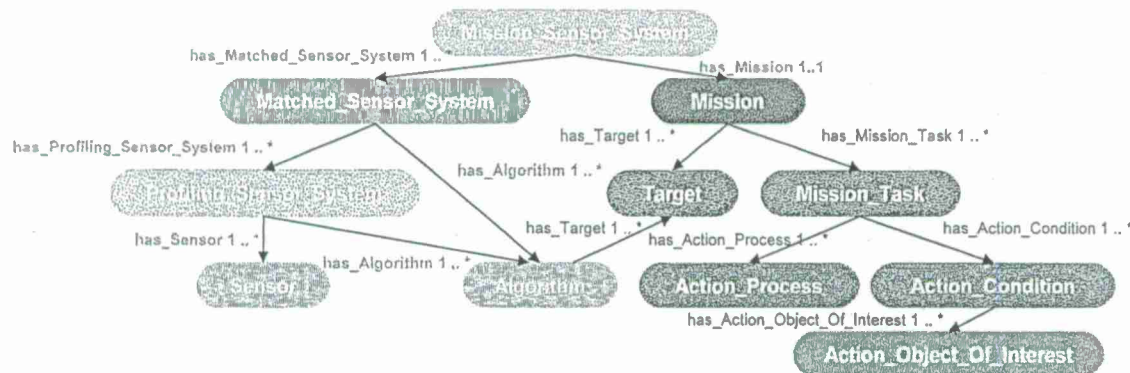 Mission_Sensor_System
has_Matched_Sensor_System 1 .. *
has_Mission 1..1
Matched_Sensor_System
Mission
has_Target 1 .. *
has_Mission_Task 1 .. *
has_Profiling_Sensor_System 1 .. *
has_Algorithm 1 .. *
Profiling_Sensor_System
Target
Mission_Task
has_Sensor 1 .. *
has_Algorithm 1 .. *
has_Target 1 .. *
has_Action_Process 1 .. *
has_Action_Condition 1 .. *
Sensor
Algorithm
Action_Process
Action_Condition
has_Action_Object_Of_Interest 1 .. *
Action_Object_Of_Interest